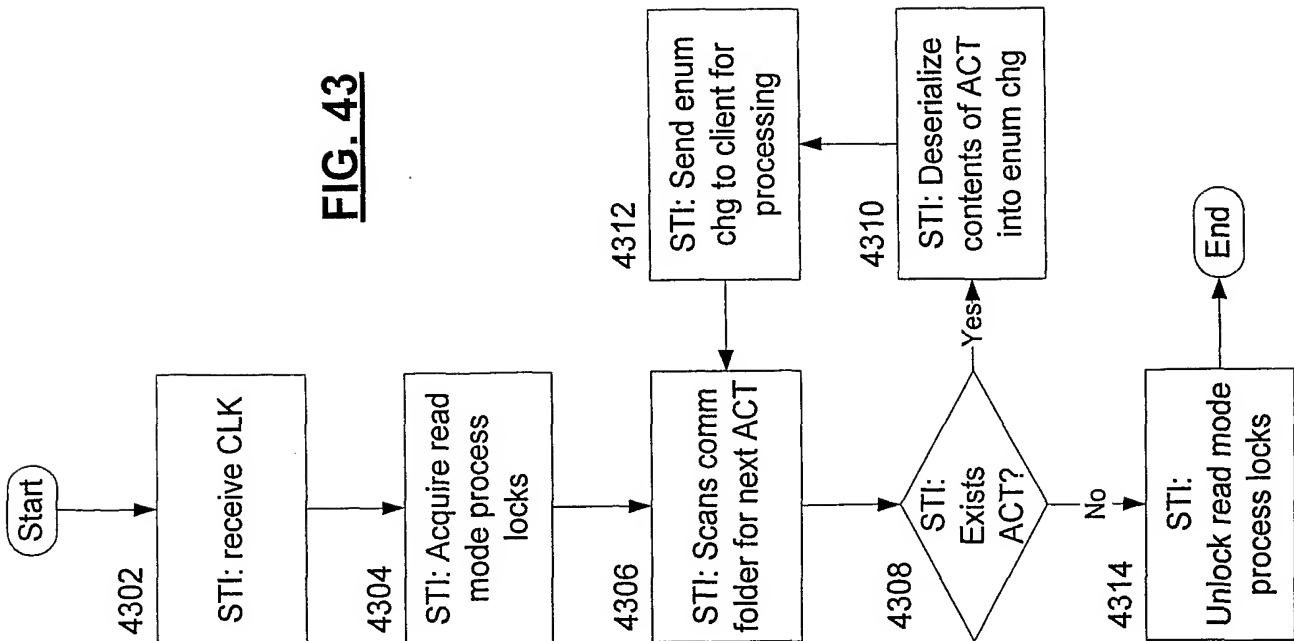 FIG. 43
Start
4302
STI: receive CLK
4304
STI: Acquire read
mode process
locks
4306
STI: Scans comm
folder for next ACT
4308
STI:
Exists
ACT?
Yes
No
4310
STI: Deserialize
contents of ACT
into enum chg
4312
STI: Send enum
chg to client for
processing
4314
STI:
Unlock read mode
process locks
End